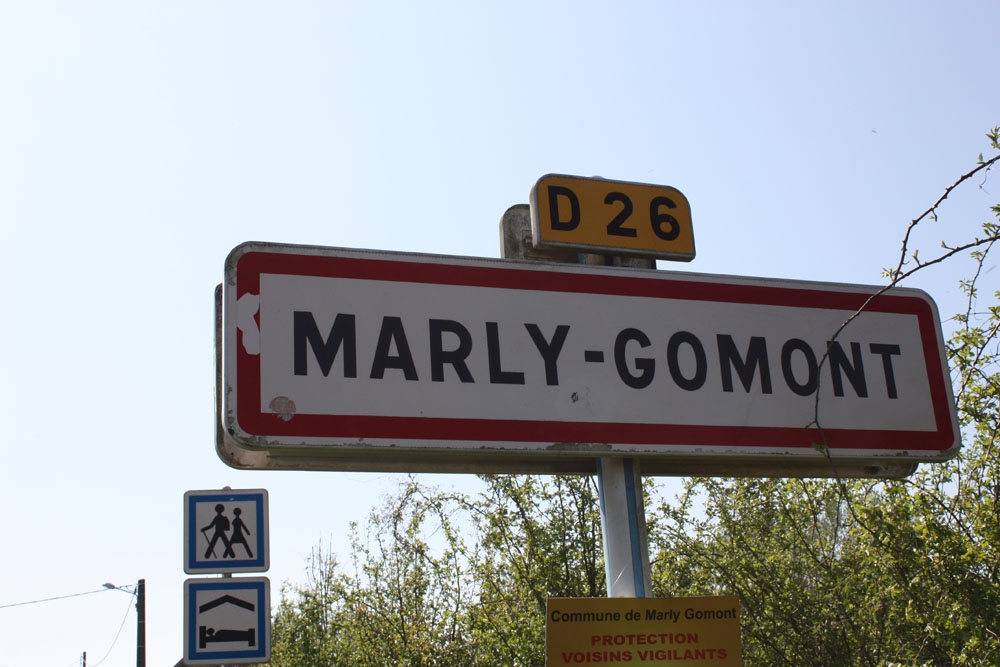 D 26
MARLY-GOMONT
Commune de Marly Gomont
PROTECTION
VOISINS VIGILANTS